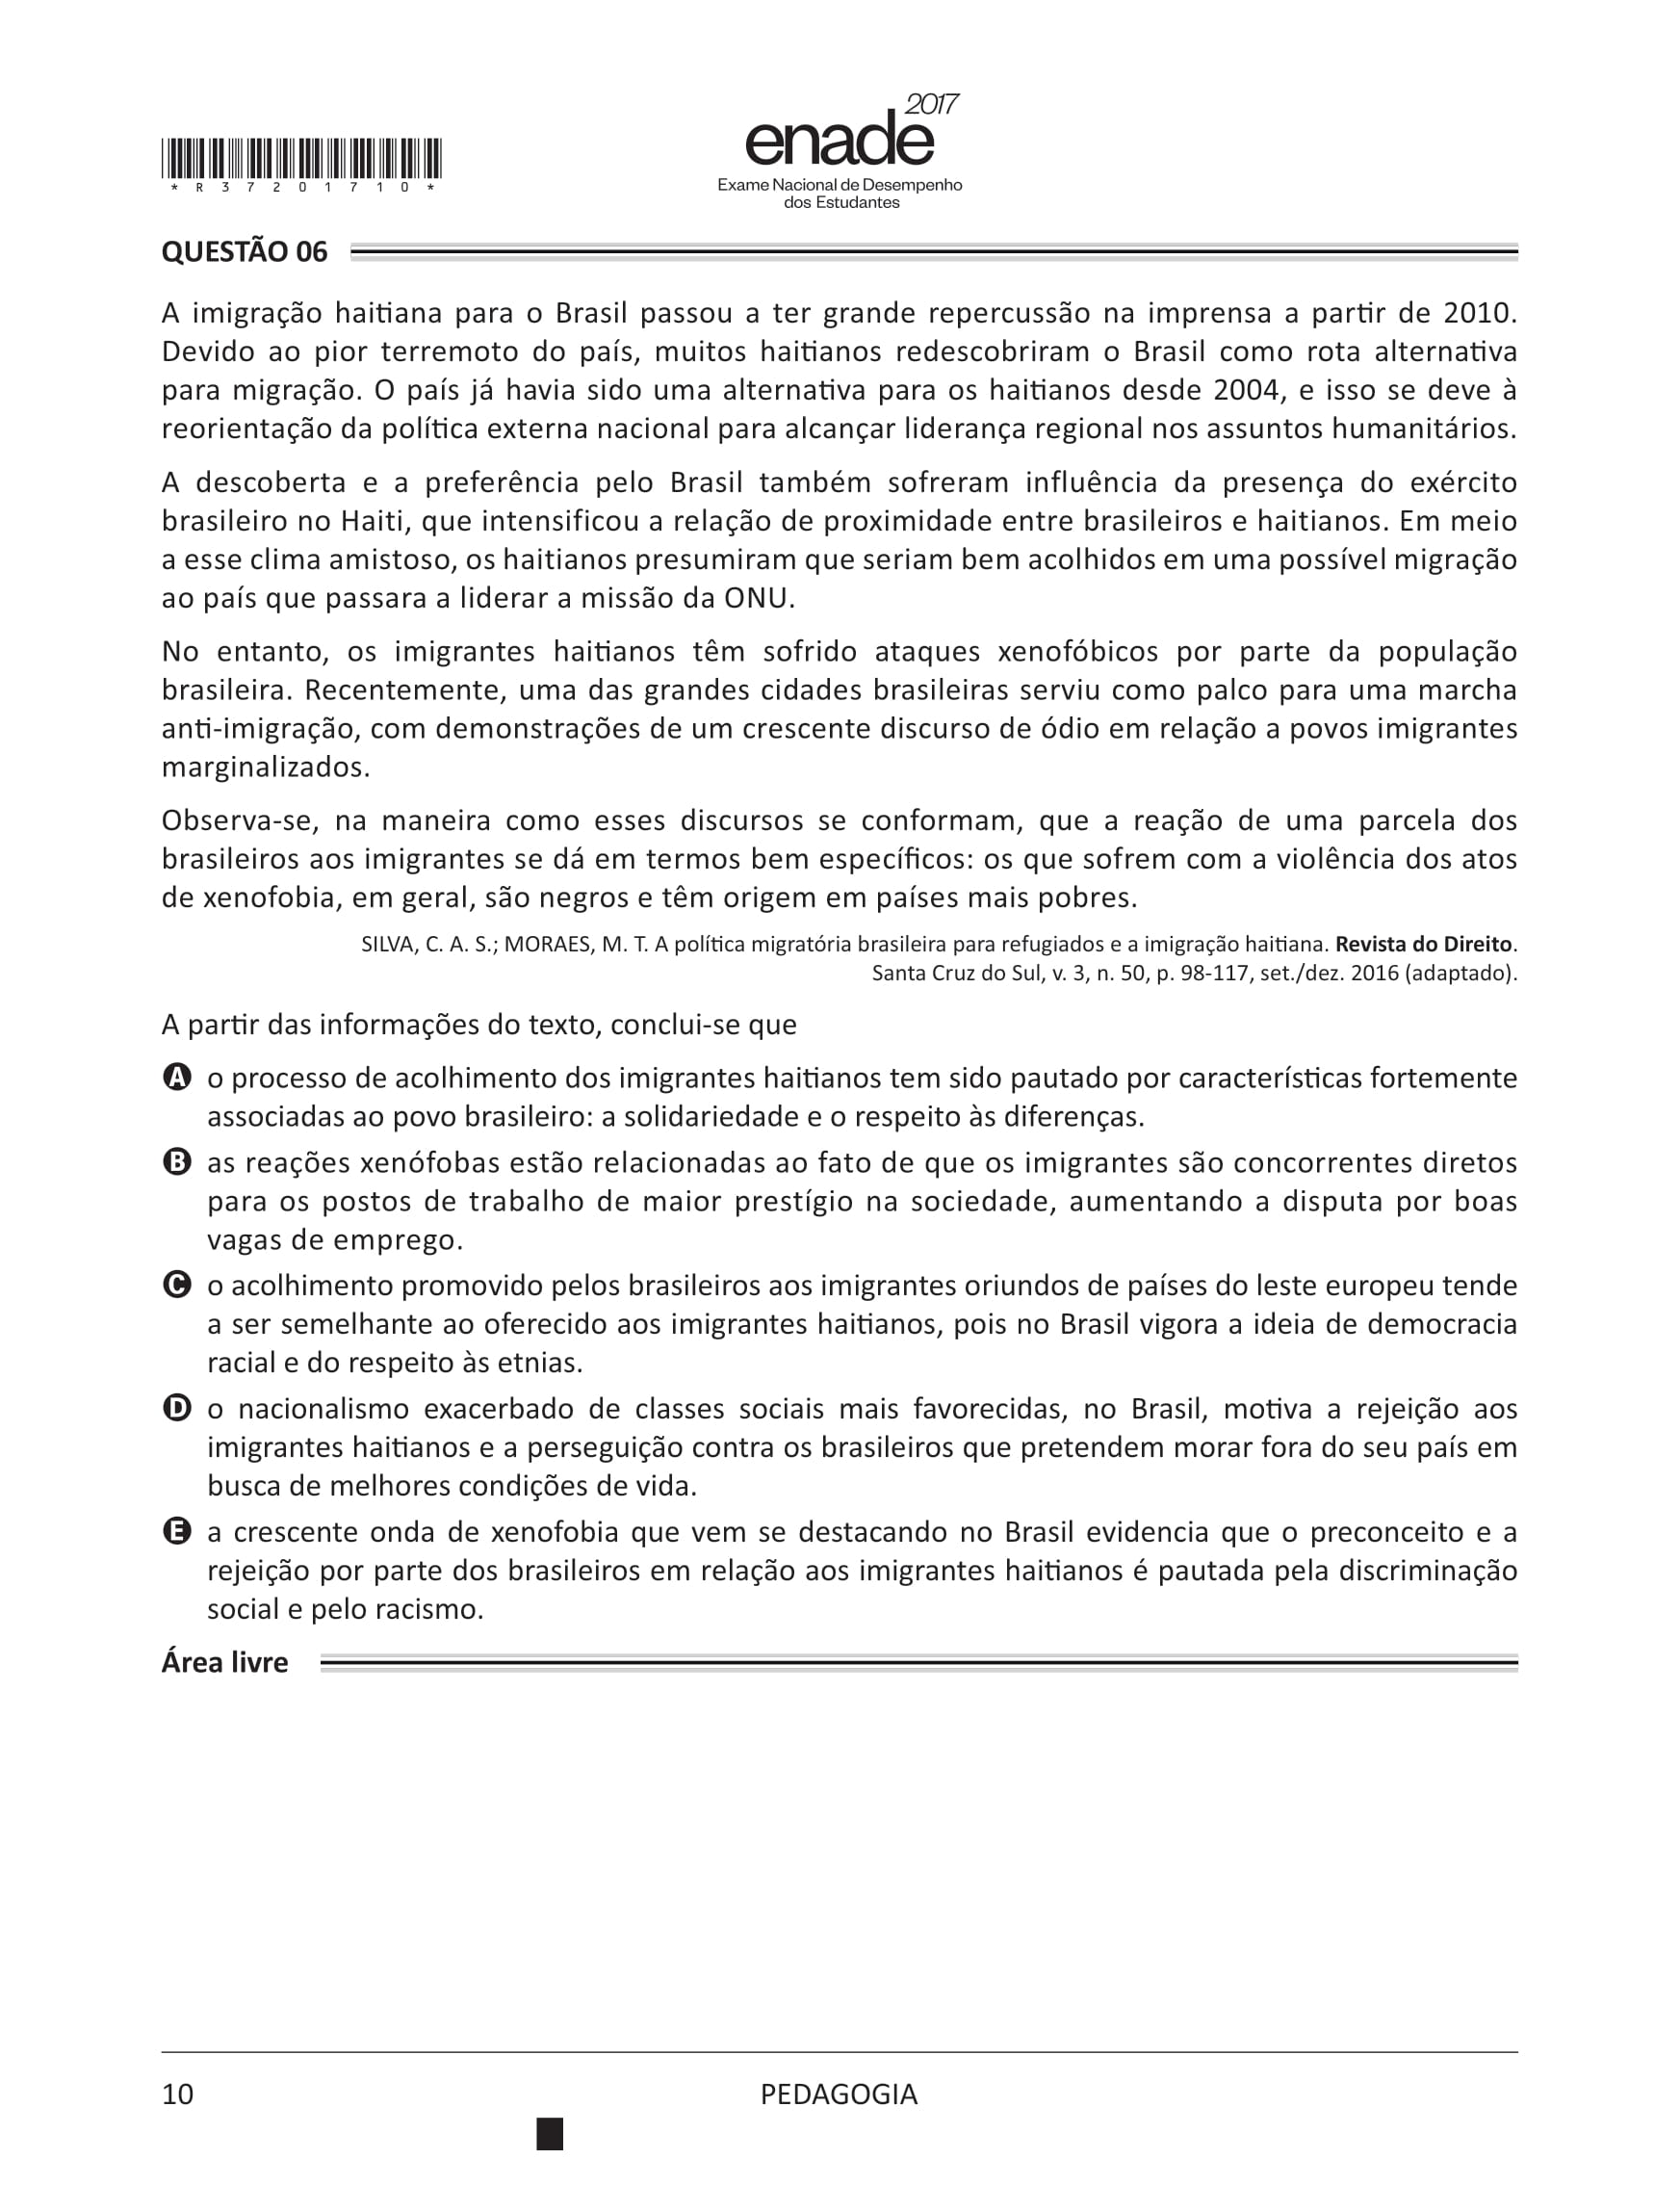 *R37201710*
2017
enade
Exame Nacional de Desempenho
dos Estudantes
QUESTÃO 06
A imigração haitiana para o Brasil passou a ter grande repercussão na imprensa a partir de 2010.
Devido ao pior terremoto do país, muitos haitianos redescobriram o Brasil como rota alternativa
para migração. O país já havia sido uma alternativa para os haitianos desde 2004, e isso se deve à
reorientação da política externa nacional para alcançar liderança regional nos assuntos humanitários.
A descoberta e a preferência pelo Brasil também sofreram influência da presença do exército
brasileiro no Haiti, que intensificou a relação de proximidade entre brasileiros e haitianos. Em meio
a esse clima amistoso, os haitianos presumiram que seriam bem acolhidos em uma possível migração
ao país que passara a liderar a missão da ONU.
No entanto, os imigrantes haitianos têm sofrido ataques xenofóbicos por parte da população
brasileira. Recentemente, uma das grandes cidades brasileiras serviu como palco para uma marcha
anti-imigração, com demonstrações de um crescente discurso de ódio em relação a povos imigrantes
marginalizados.
Observa-se, na maneira como esses discursos se conformam, que a reação de uma parcela dos
brasileiros aos imigrantes se dá em termos bem específicos: os que sofrem com a violência dos atos
de xenofobia, em geral, são negros e têm origem em países mais pobres.
SILVA, C. A. S.; MORAES, M. T. A política migratória brasileira para refugiados e a imigração haitiana. Revista do Direito.
Santa Cruz do Sul, v. 3, n. 50, p. 98-117, set./dez. 2016 (adaptado).
A partir das informações do texto, conclui-se que
A o processo de acolhimento dos imigrantes haitianos tem sido pautado por características fortemente
associadas ao povo brasileiro: a solidariedade e o respeito às diferenças.
B as reações xenófobas estão relacionadas ao fato de que os imigrantes são concorrentes diretos
para os postos de trabalho de maior prestígio na sociedade, aumentando a disputa por boas
vagas de emprego.
C o acolhimento promovido pelos brasileiros aos imigrantes oriundos de países do leste europeu tende
a ser semelhante ao oferecido aos imigrantes haitianos, pois no Brasil vigora a ideia de democracia
racial e do respeito às etnias.
D o nacionalismo exacerbado de classes sociais mais favorecidas, no Brasil, motiva a rejeição aos
imigrantes haitianos e a perseguição contra os brasileiros que pretendem morar fora do seu país em
busca de melhores condições de vida.
E a crescente onda de xenofobia que vem se destacando no Brasil evidencia que o preconceito e a
rejeição por parte dos brasileiros em relação aos imigrantes haitianos é pautada pela discriminação
social e pelo racismo.
Área livre
10
PEDAGOGIA